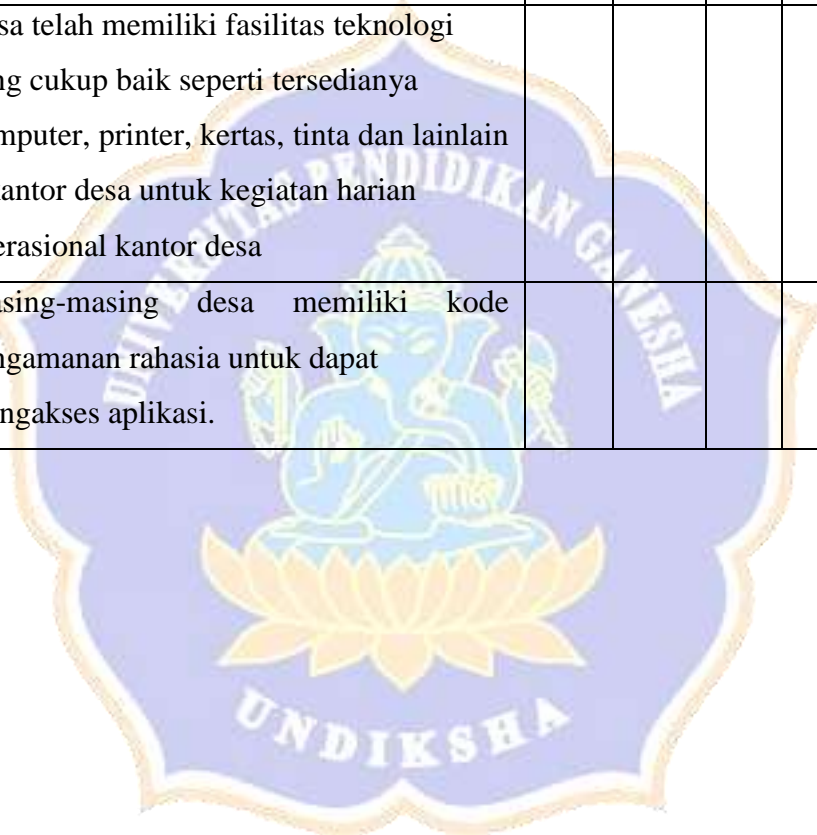 sa telah memiliki fasilitas teknologi
ng cukup baik seperti tersedianya
mputer, printer, kertas, tinta dan lainlain
antor desa untuk kegiatan harian
erasional kantor desa
asing-masing desa memiliki kode
ngamanan rahasia untuk dapat
ngakses aplikasi.
UNIVERSITAS PENDIDIKAN GANESHA
UNDIKSHA